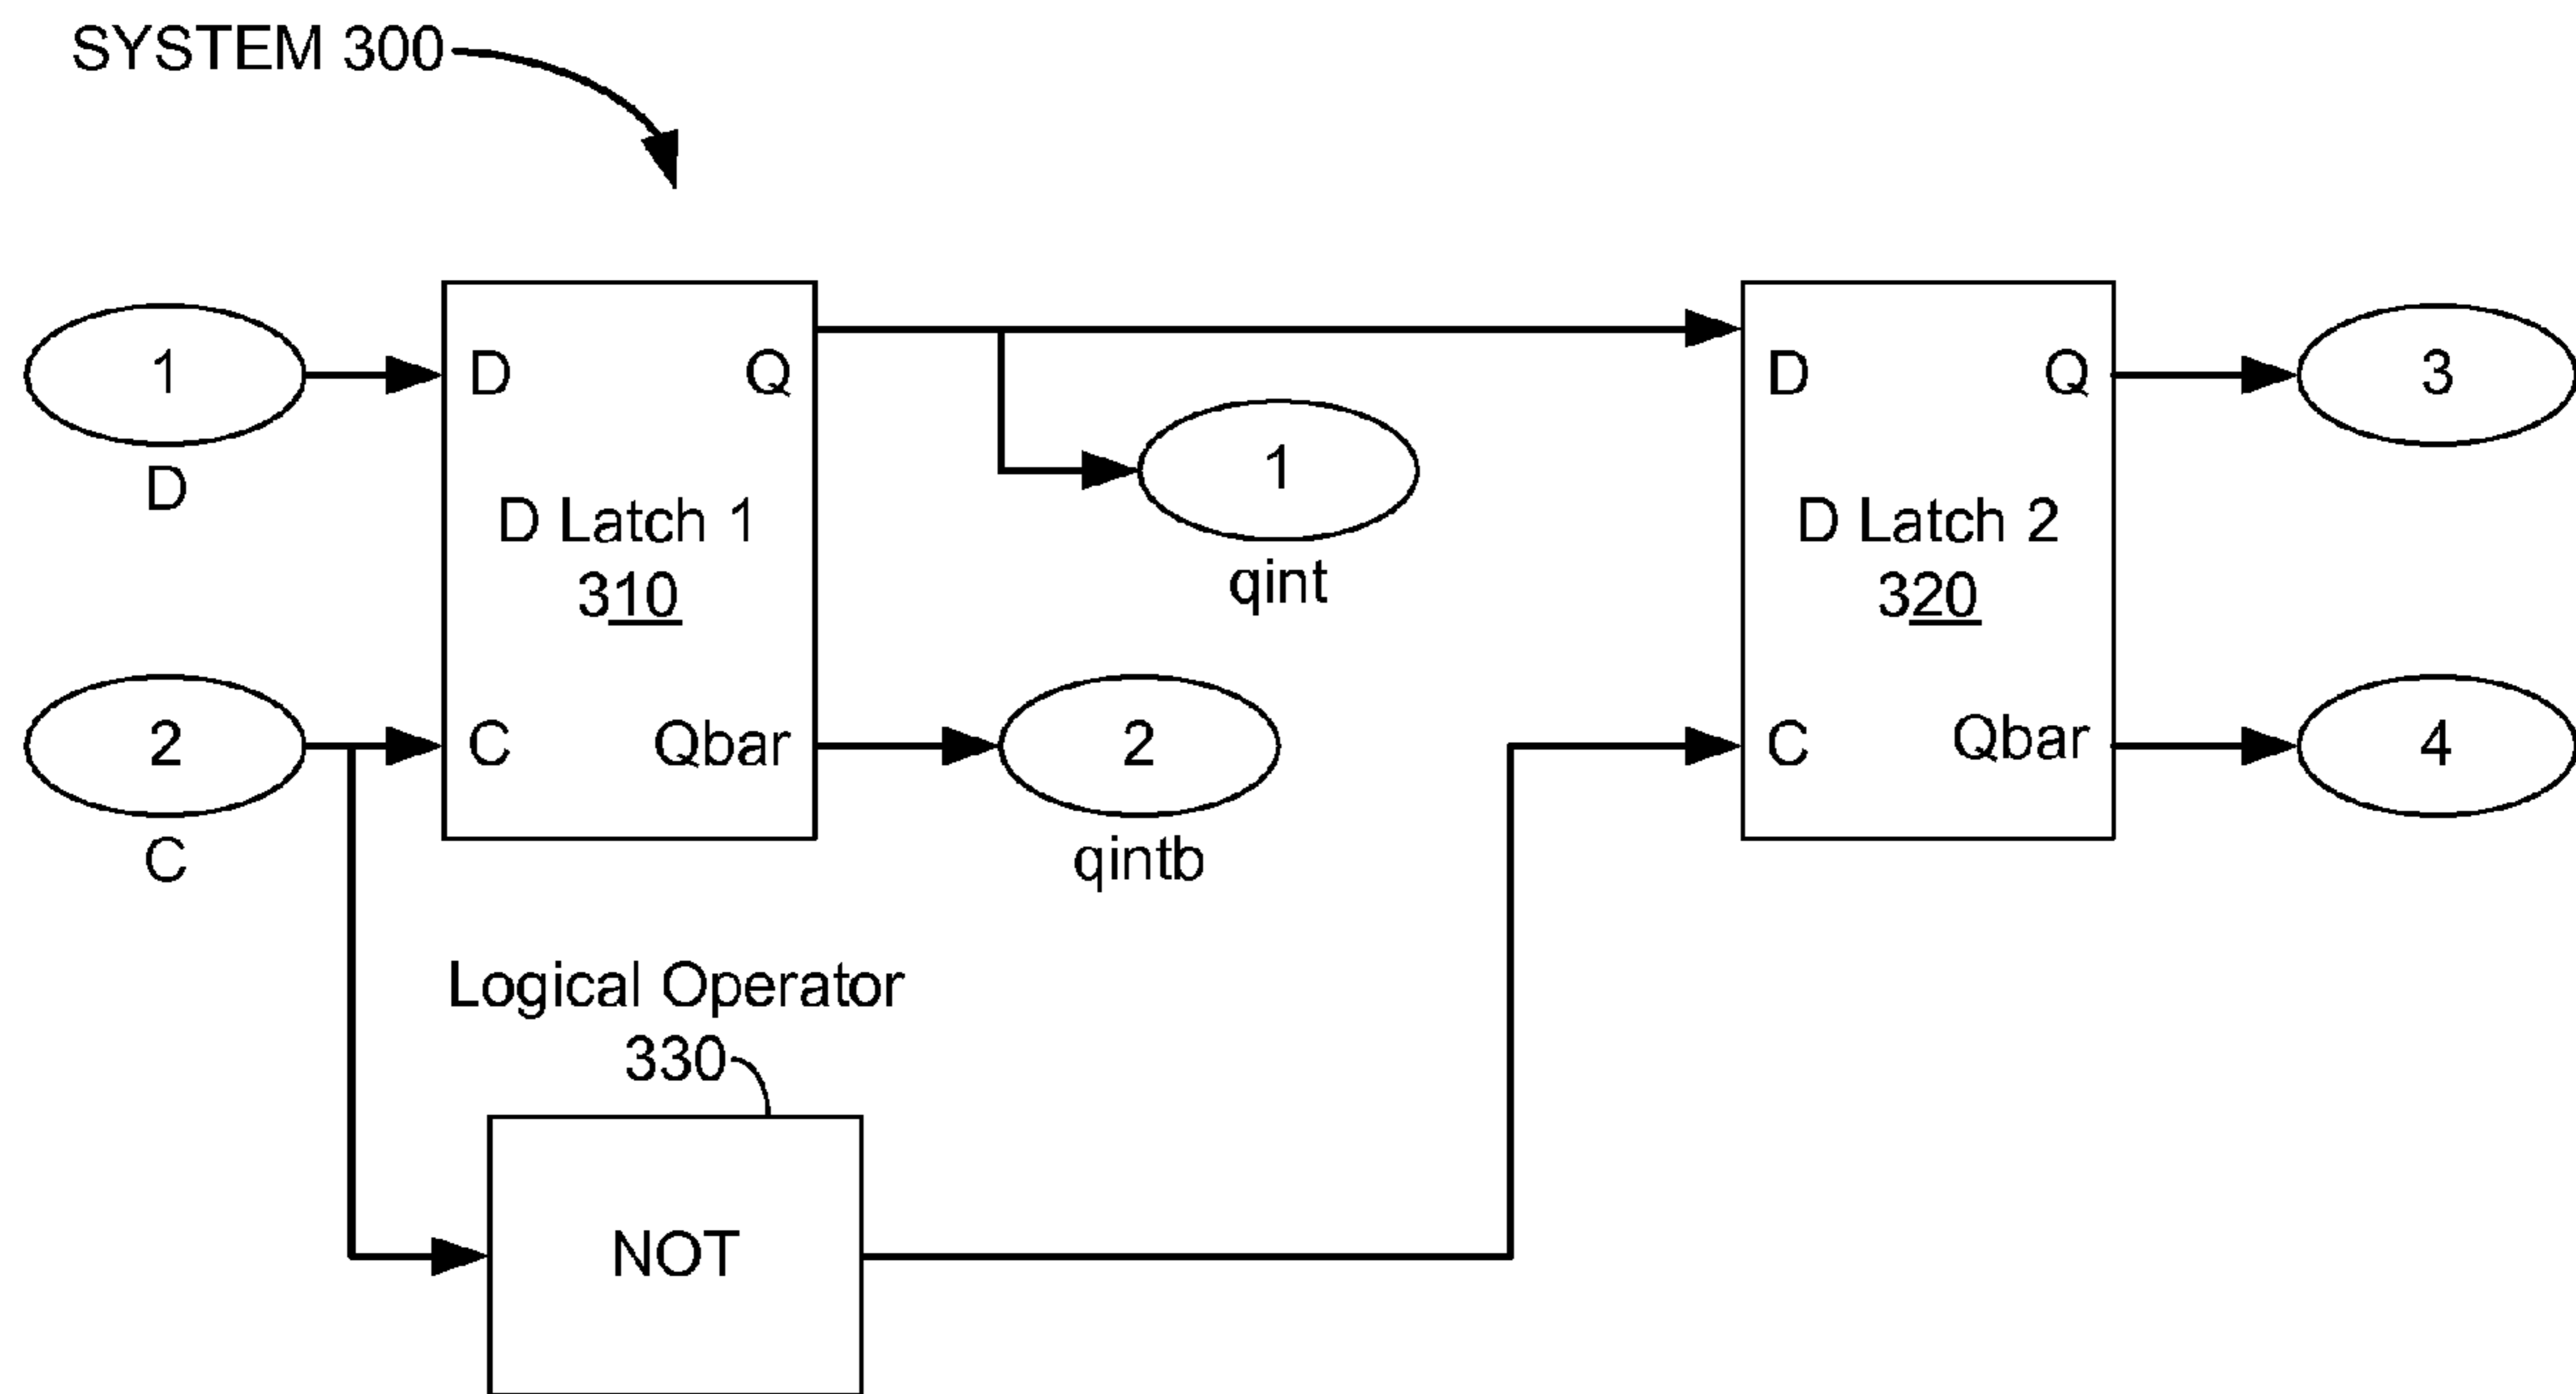 SYSTEM 300
1
D
2
C
D
Q
D Latch 1
310
C
Qbar
1
qint
2
qintb
D
Q
D Latch 2
320
C
Qbar
3
4
Logical Operator
330
NOT